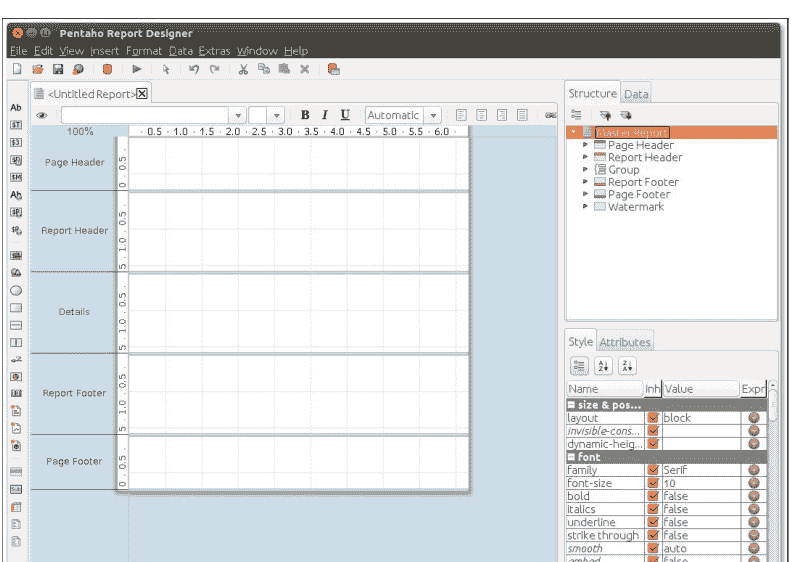 Pentaho Report Designer
File Edit View Insert Format Data Extras Window Help
<Untitled Report>
B I U Automatic
100%
0.5 1.0 1.5 2.0 2.5 3.0 3.5 4.0 4.5 5.0 5.5 6.0
Page Header
Report Header
Details
Report Footer
Page Footer
Ab
Structure Data
Master Report
Page Header
Report Header
Group
Report Footer
Page Footer
Watermark
Style Attributes
Name Inh Value Expr
size & pos...
layout block
invisible-cons...
dynamic-heig...
font
family Serif
font-size 10
bold false
italics false
underline false
strikethrough false
smooth auto
embed false